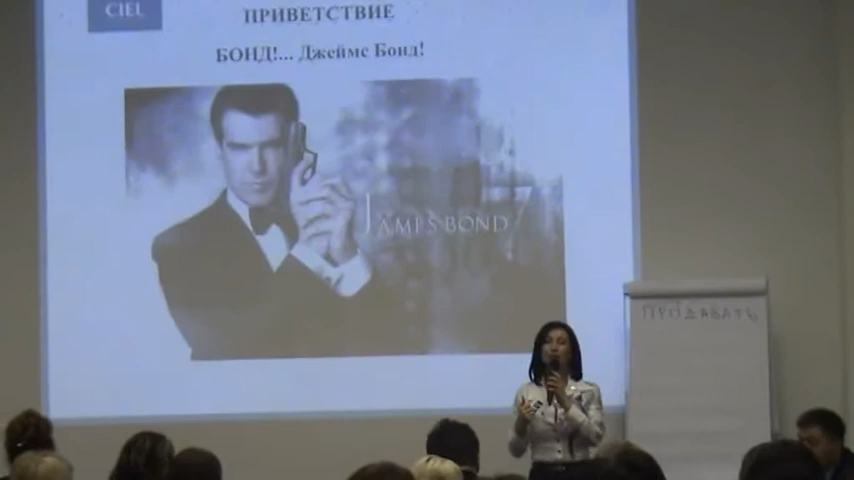 CIEL
ПРИВЕТСТВИЕ
БОНД!... Джеймс Бонд!
JAMES BOND
ПРОДАВАТЬ